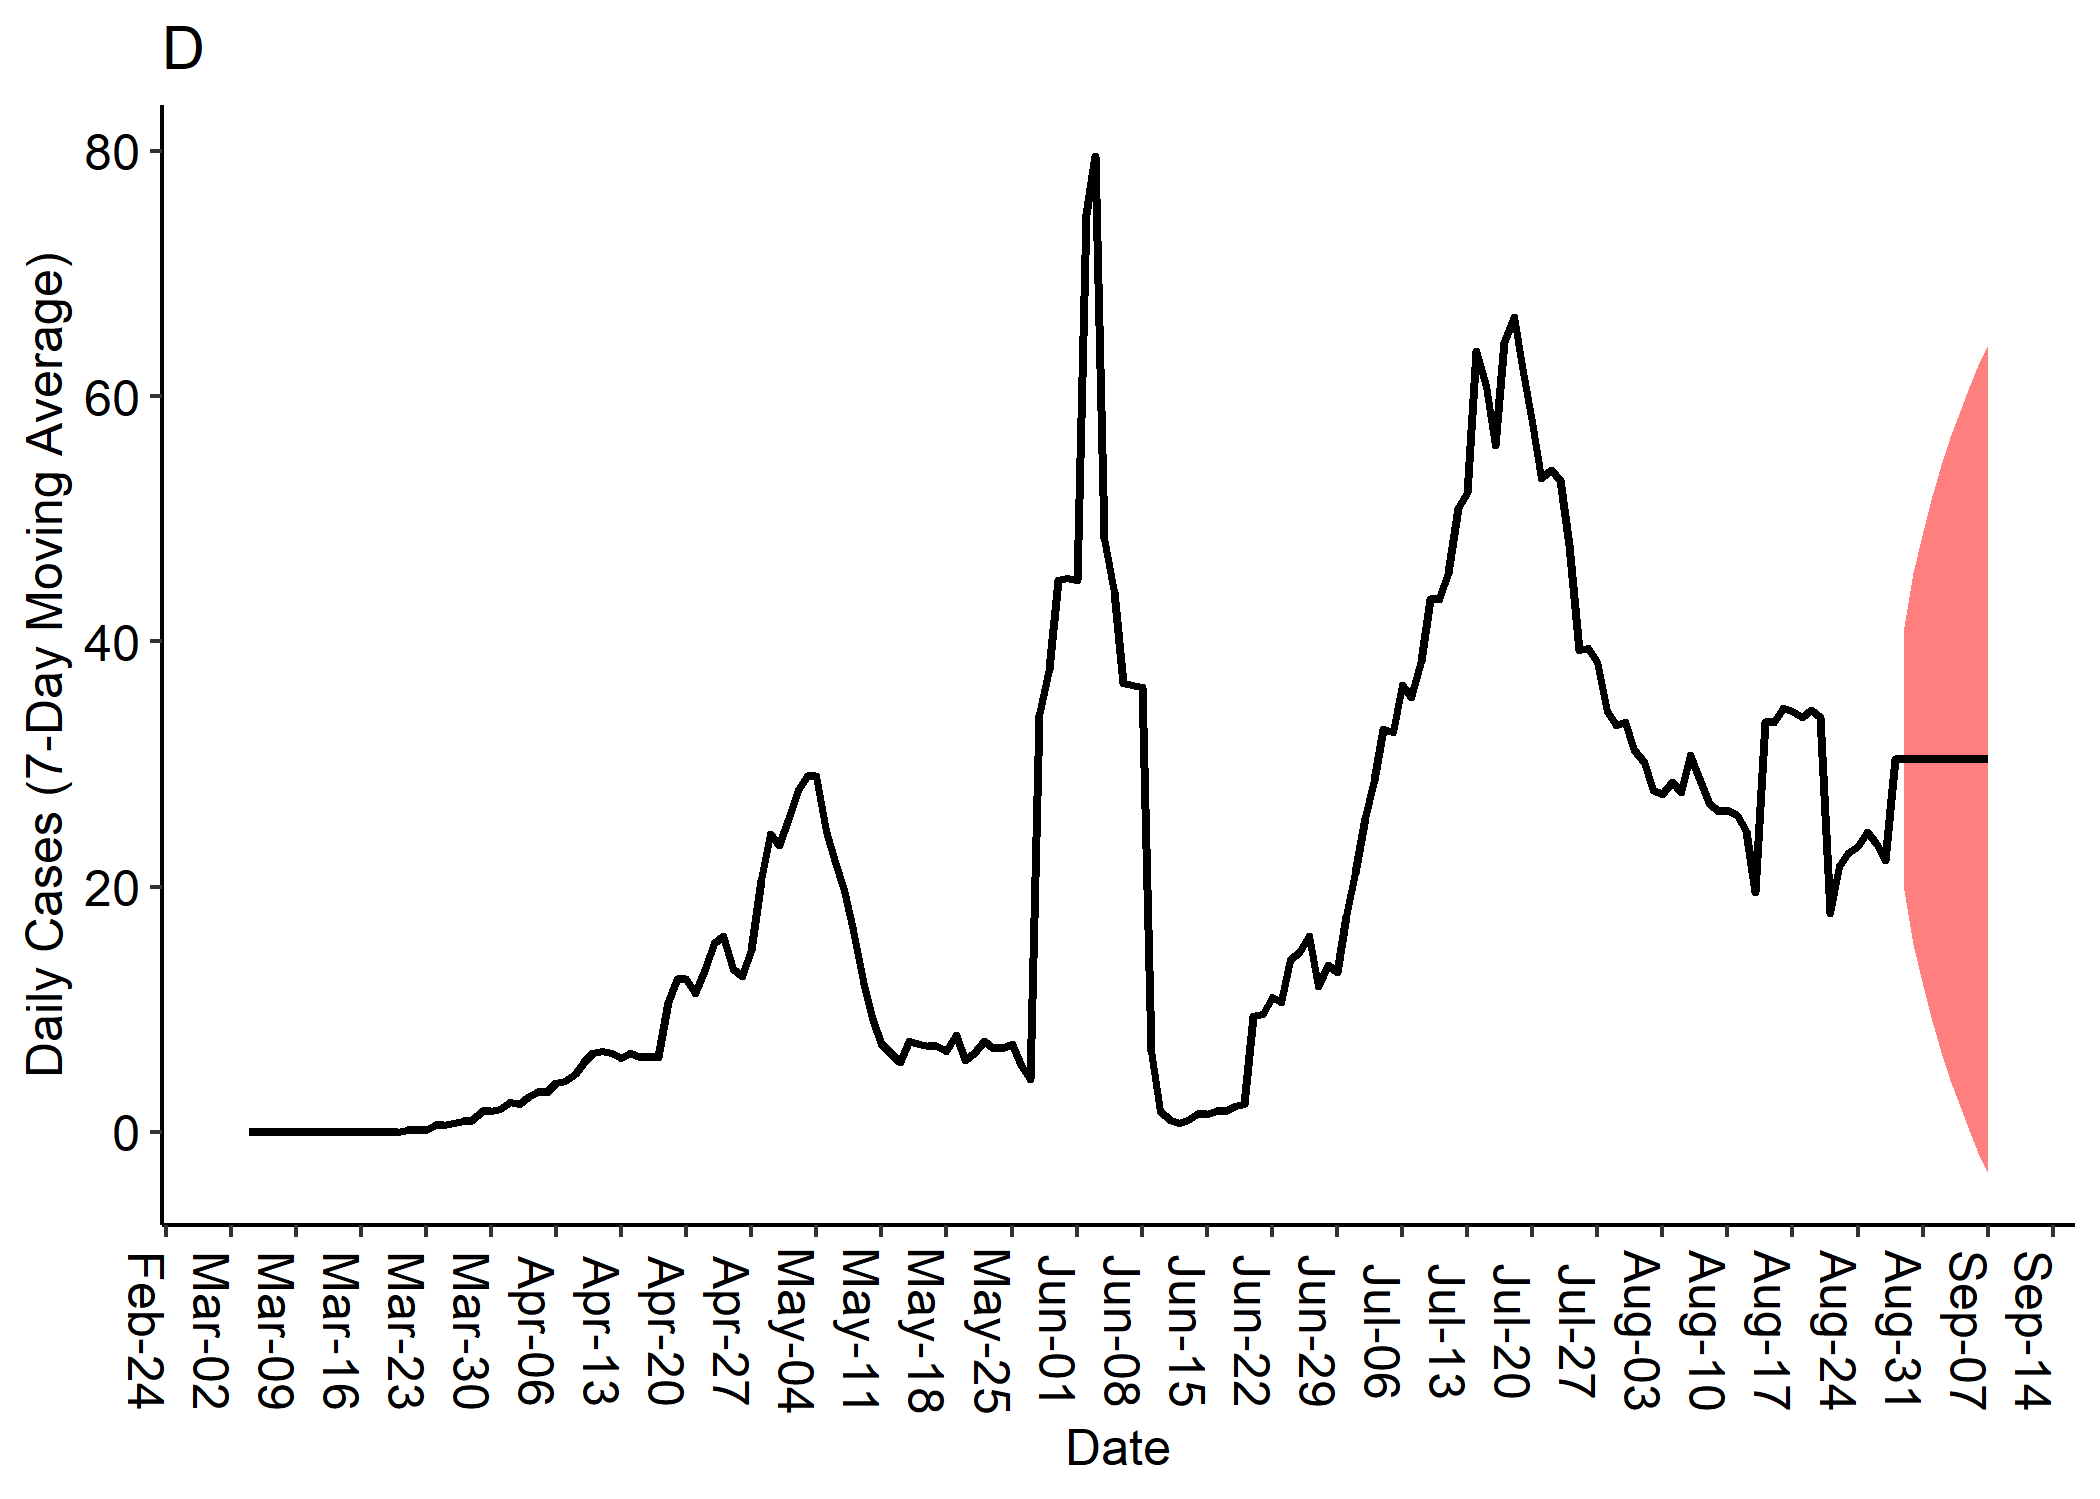 D
Daily Cases (7-Day Moving Average)
80
60
40
20
0
Feb-24
Mar-02
Mar-09
Mar-16
Mar-23
Mar-30
Apr-06
Apr-13
Apr-20
Apr-27
May-04
May-11
May-18
May-25
Jun-01
Jun-08
Jun-15
Jun-22
Jun-29
Jul-06
Jul-13
Jul-20
Jul-27
Aug-03
Aug-10
Aug-17
Aug-24
Aug-31
Sep-07
Sep-14
Date